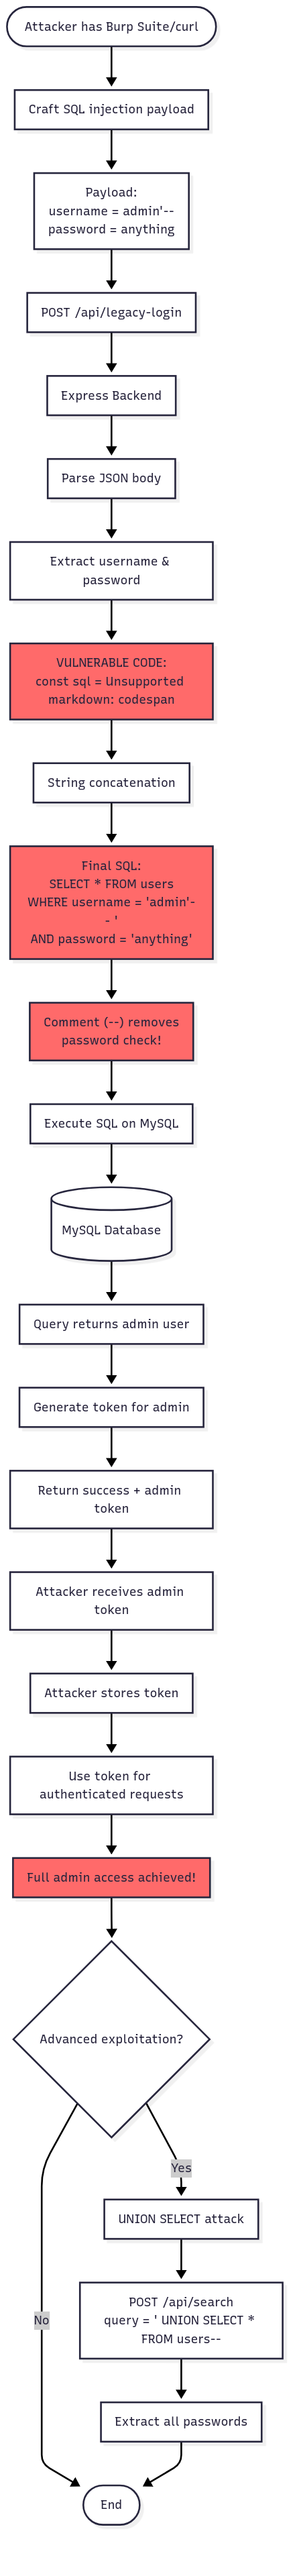 Attacker has Burp Suite/curl
Craft SQL injection payload
Payload:
username = admin'--
password = anything
POST /api/legacy-login
Express Backend
Parse JSON body
Extract username &
password
VULNERABLE CODE:
const sql = Unsupported
markdown: codespan
String concatenation
Final SQL:
SELECT * FROM users
WHERE username = 'admin'-
- '
AND password = 'anything'
Comment (--) removes
password check!
Execute SQL on MySQL
MySQL Database
Query returns admin user
Generate token for admin
Return success + admin
token
Attacker receives admin
token
Attacker stores token
Use token for
authenticated requests
Full admin access achieved!
Advanced exploitation?
Yes
UNION SELECT attack
No
POST /api/search
query = ' UNION SELECT *
FROM users--
Extract all passwords
End